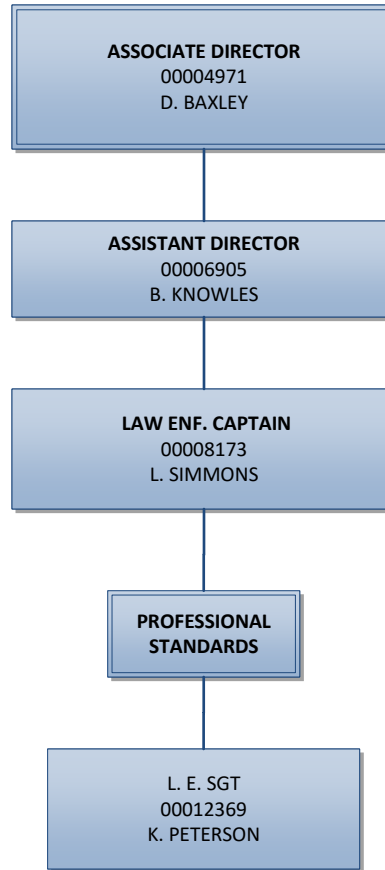 ASSOCIATE DIRECTOR
00004971
D. BAXLEY
ASSISTANT DIRECTOR
00006905
B. KNOWLES
LAW ENF. CAPTAIN
00008173
L. SIMMONS
PROFESSIONAL
STANDARDS
L. E. SGT
00012369
K. PETERSON